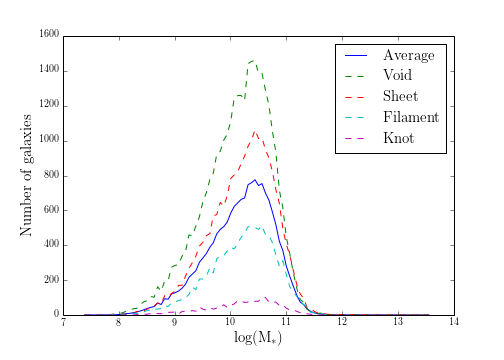 1600
1400
1200
1000
800
600
400
200
0
Number of galaxies
Average
Void
Sheet
Filament
Knot
7 8 9 10 11 12 13 14
log(M*)